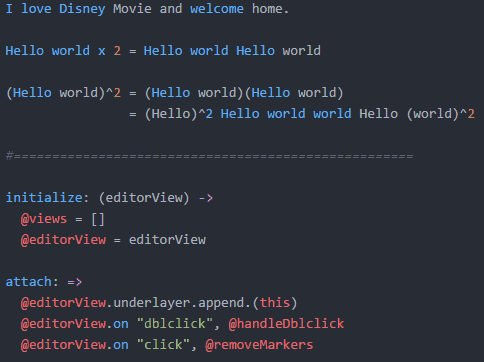 I love Disney Movie and welcome home.
Hello world x 2 = Hello world Hello world
(Hello world)^2 = (Hello world)(Hello world)
= (Hello)^2 Hello world world Hello (world)^2
#====================================================
initialize: (editorView) ->
@views = []
@editorView = editorView
attach: =>
@editorView.underlayer.append.(this)
@editorView.on "dblclick", @handleDblclick
@editorView.on "click", @removeMarkers